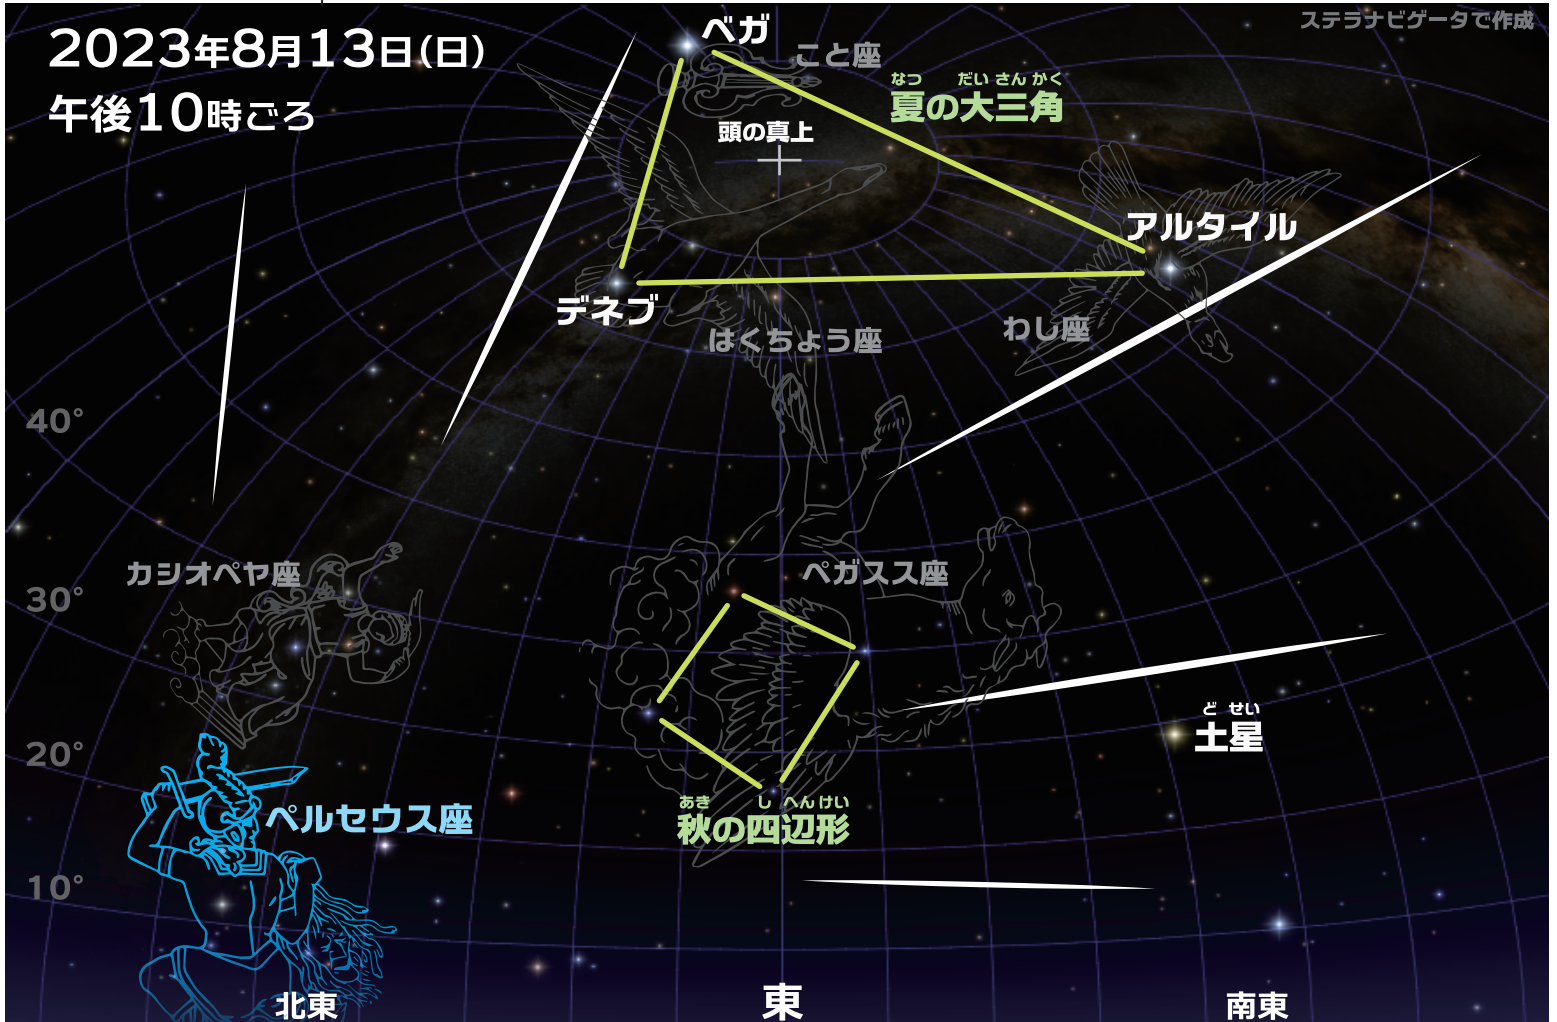 2023年8月13日(日)
午後10時ごろ
ステラナビゲータで作成
ベガ
こと座
なつ だい さん かく
夏の大三角
頭の真上
アルタイル
デネブ
はくちょう座
わし座
40°
カシオペヤ座
ペガスス座
30°
ど せい
土星
20°
ペルセウス座
あき し へん けい
秋の四辺形
10°
北東
東
南東